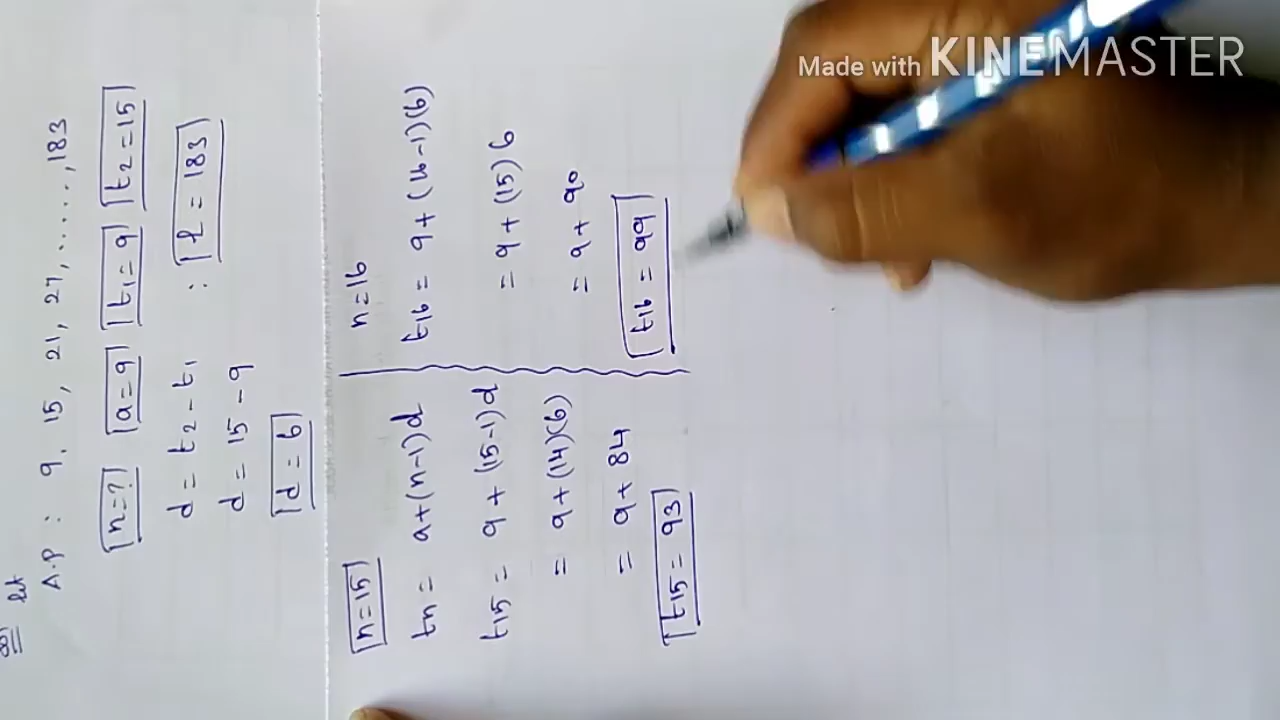 Made with KINEMASTER
Sol
let
A.P : 9, 15, 21, 27, ....., 183
n=? a=9 t1=9 t2=15
d = t2 - t1 : l = 183
d = 15 - 9
d = 6
n=15
tn = a+(n-1)d
t15 = 9 + (15-1)d
= 9+(14)(6)
= 9+84
t15 = 93
n=16
t16 = 9+(16-1)(6)
= 9+(15)6
= 9+90
t16 = 99